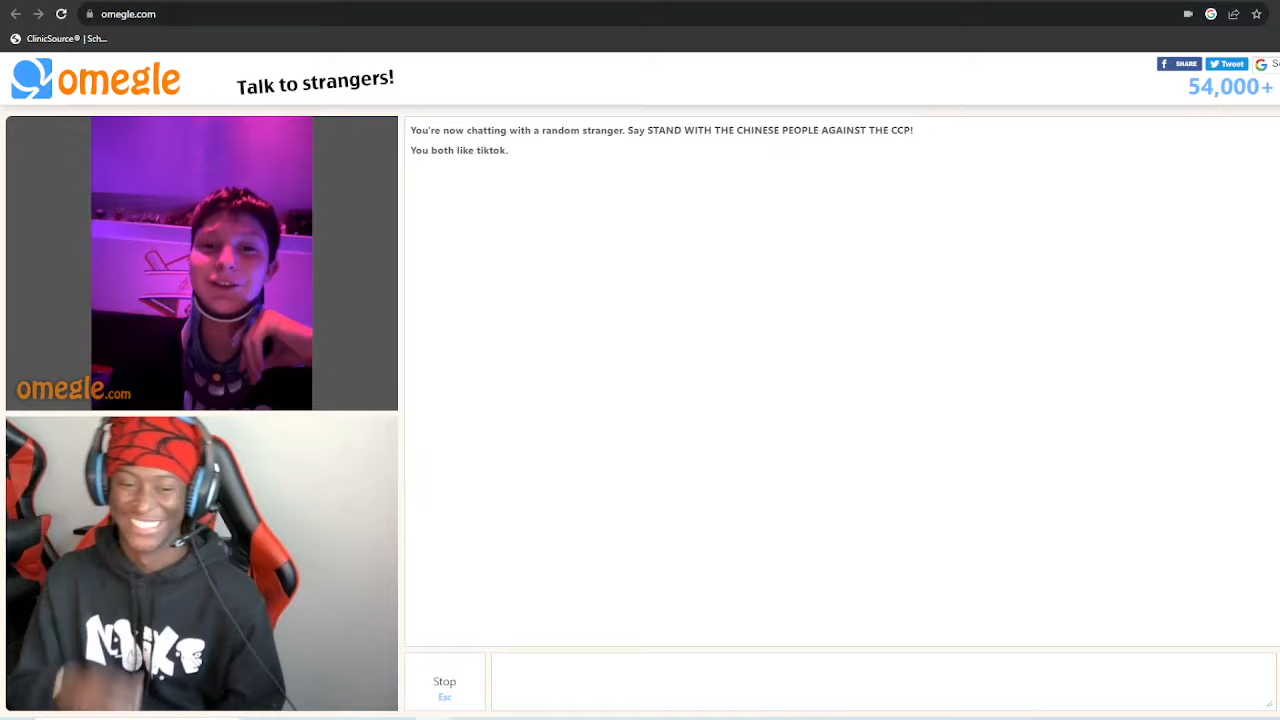 omegle.com
ClinicSource® | Sch...
omegle
Talk to strangers!
SHARE
Tweet
54,000+
You're now chatting with a random stranger. Say STAND WITH THE CHINESE PEOPLE AGAINST THE CCP!
You both like tiktok.
omegle.com
Stop
Esc